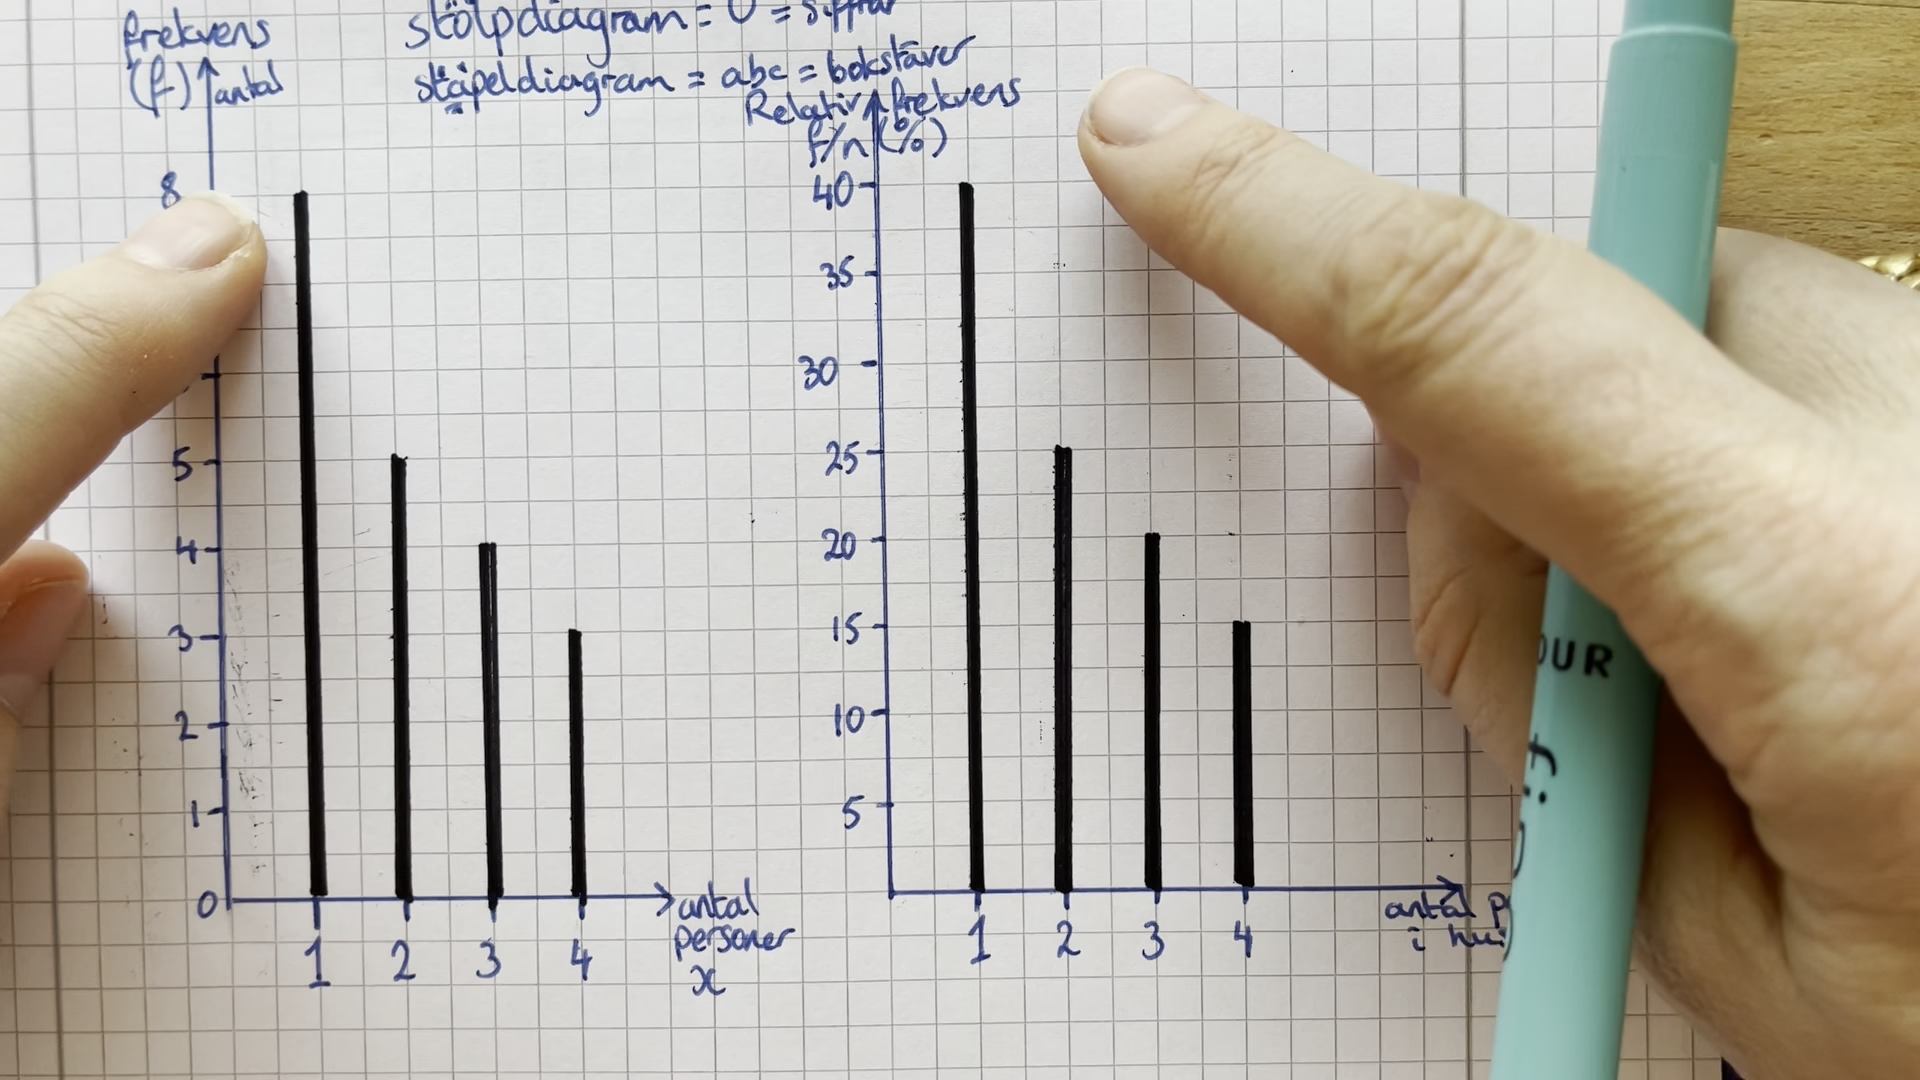 frekvens
(f) antal
stolpdiagram = 0 = siffror
stapeldiagram = abc = bokstäver
Relativ frekvens
f/n (%)
8
5
4
3
2
1
0
1 2 3 4
antal
personer
x
40
35
30
25
20
15
10
5
1 2 3 4
antal
i
OUR